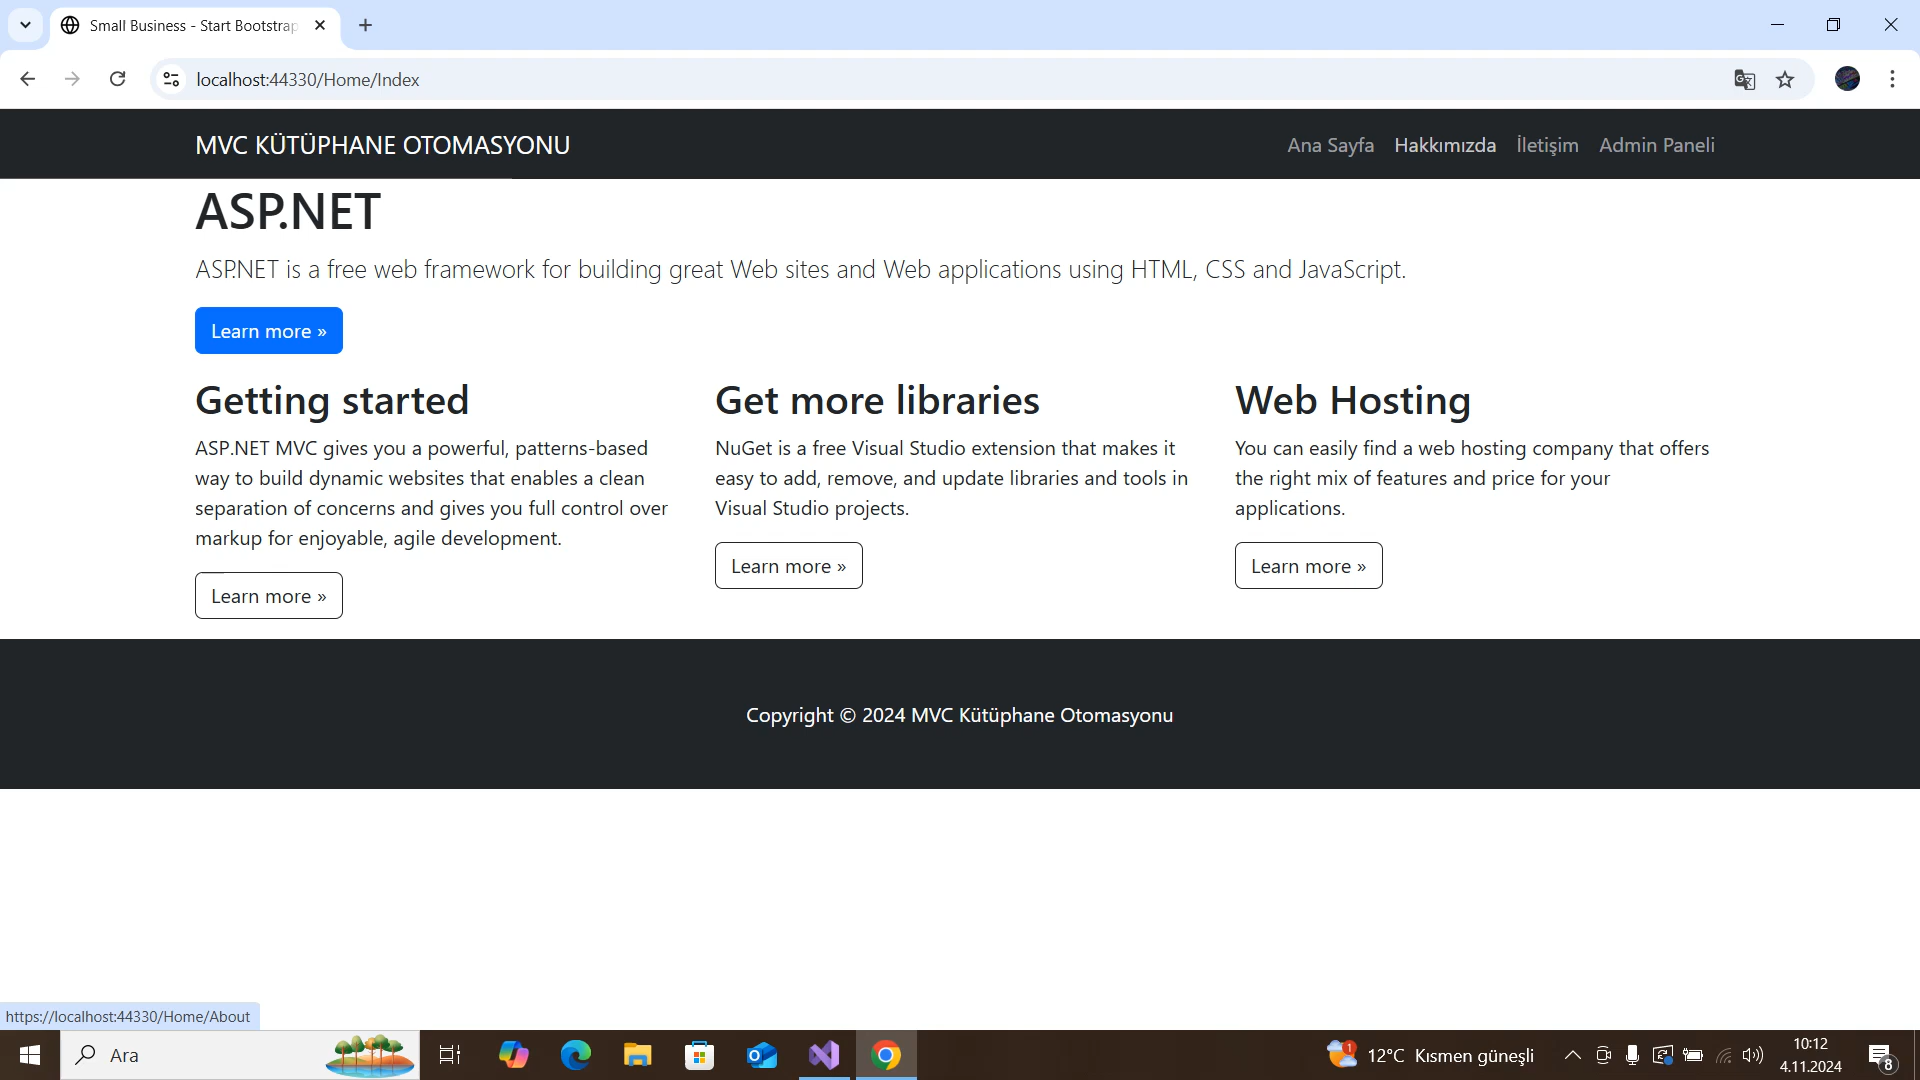 Small Business - Start Bootstrap
localhost:44330/Home/Index
MVC KÜTÜPHANE OTOMASYONU
Ana Sayfa Hakkımızda İletişim Admin Paneli
ASP.NET
ASP.NET is a free web framework for building great Web sites and Web applications using HTML, CSS and JavaScript.
Learn more »
Getting started
ASP.NET MVC gives you a powerful, patterns-based
way to build dynamic websites that enables a clean
separation of concerns and gives you full control over
markup for enjoyable, agile development.
Learn more »
Get more libraries
NuGet is a free Visual Studio extension that makes it
easy to add, remove, and update libraries and tools in
Visual Studio projects.
Learn more »
Web Hosting
You can easily find a web hosting company that offers
the right mix of features and price for your
applications.
Learn more »
Copyright © 2024 MVC Kütüphane Otomasyonu
https://localhost:44330/Home/About
Ara
1
12°C Kısmen güneşli
10:12
4.11.2024
8